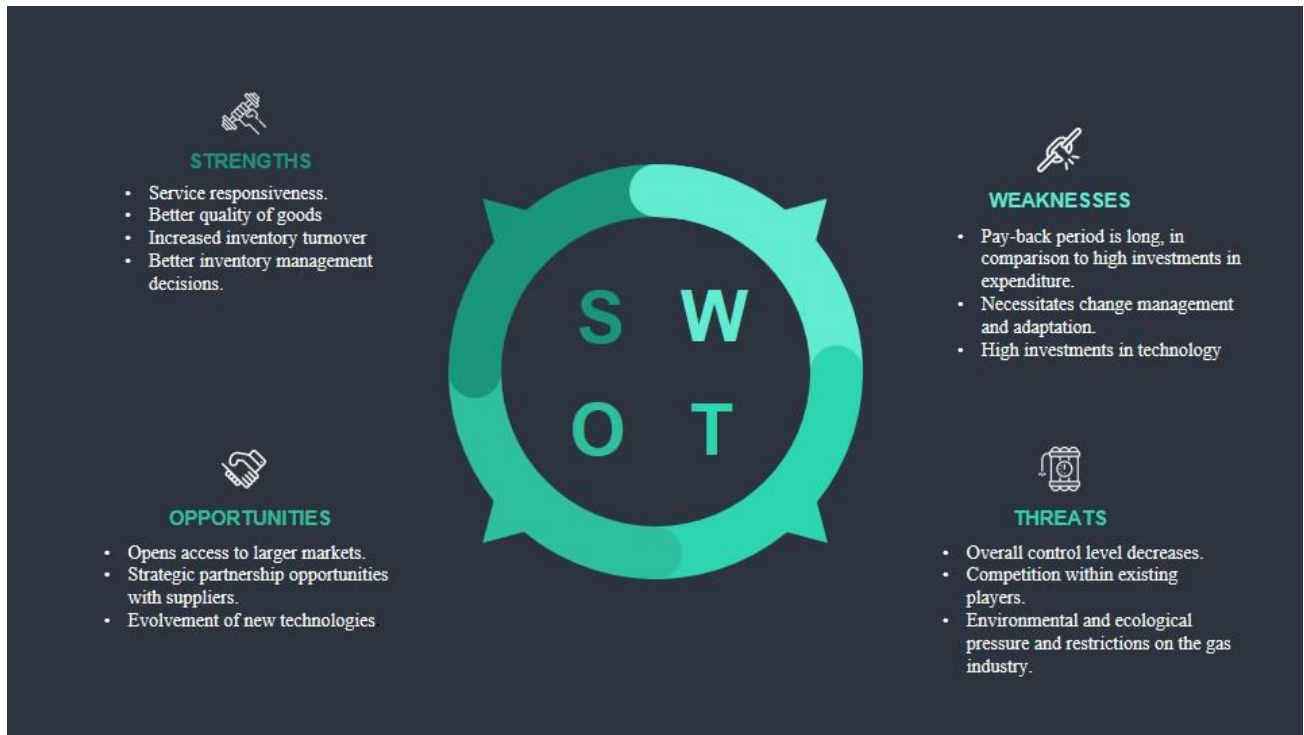 STRENGTHS
• Service responsiveness.
• Better quality of goods
• Increased inventory turnover
• Better inventory management
decisions.
WEAKNESSES
• Pay-back period is long, in
comparison to high investments in
expenditure.
• Necessitates change management
and adaptation.
• High investments in technology
S W
O T
OPPORTUNITIES
• Opens access to larger markets.
• Strategic partnership opportunities
with suppliers.
• Evolvement of new technologies
THREATS
• Overall control level decreases.
• Competition within existing
players.
• Environmental and ecological
pressure and restrictions on the gas
industry.